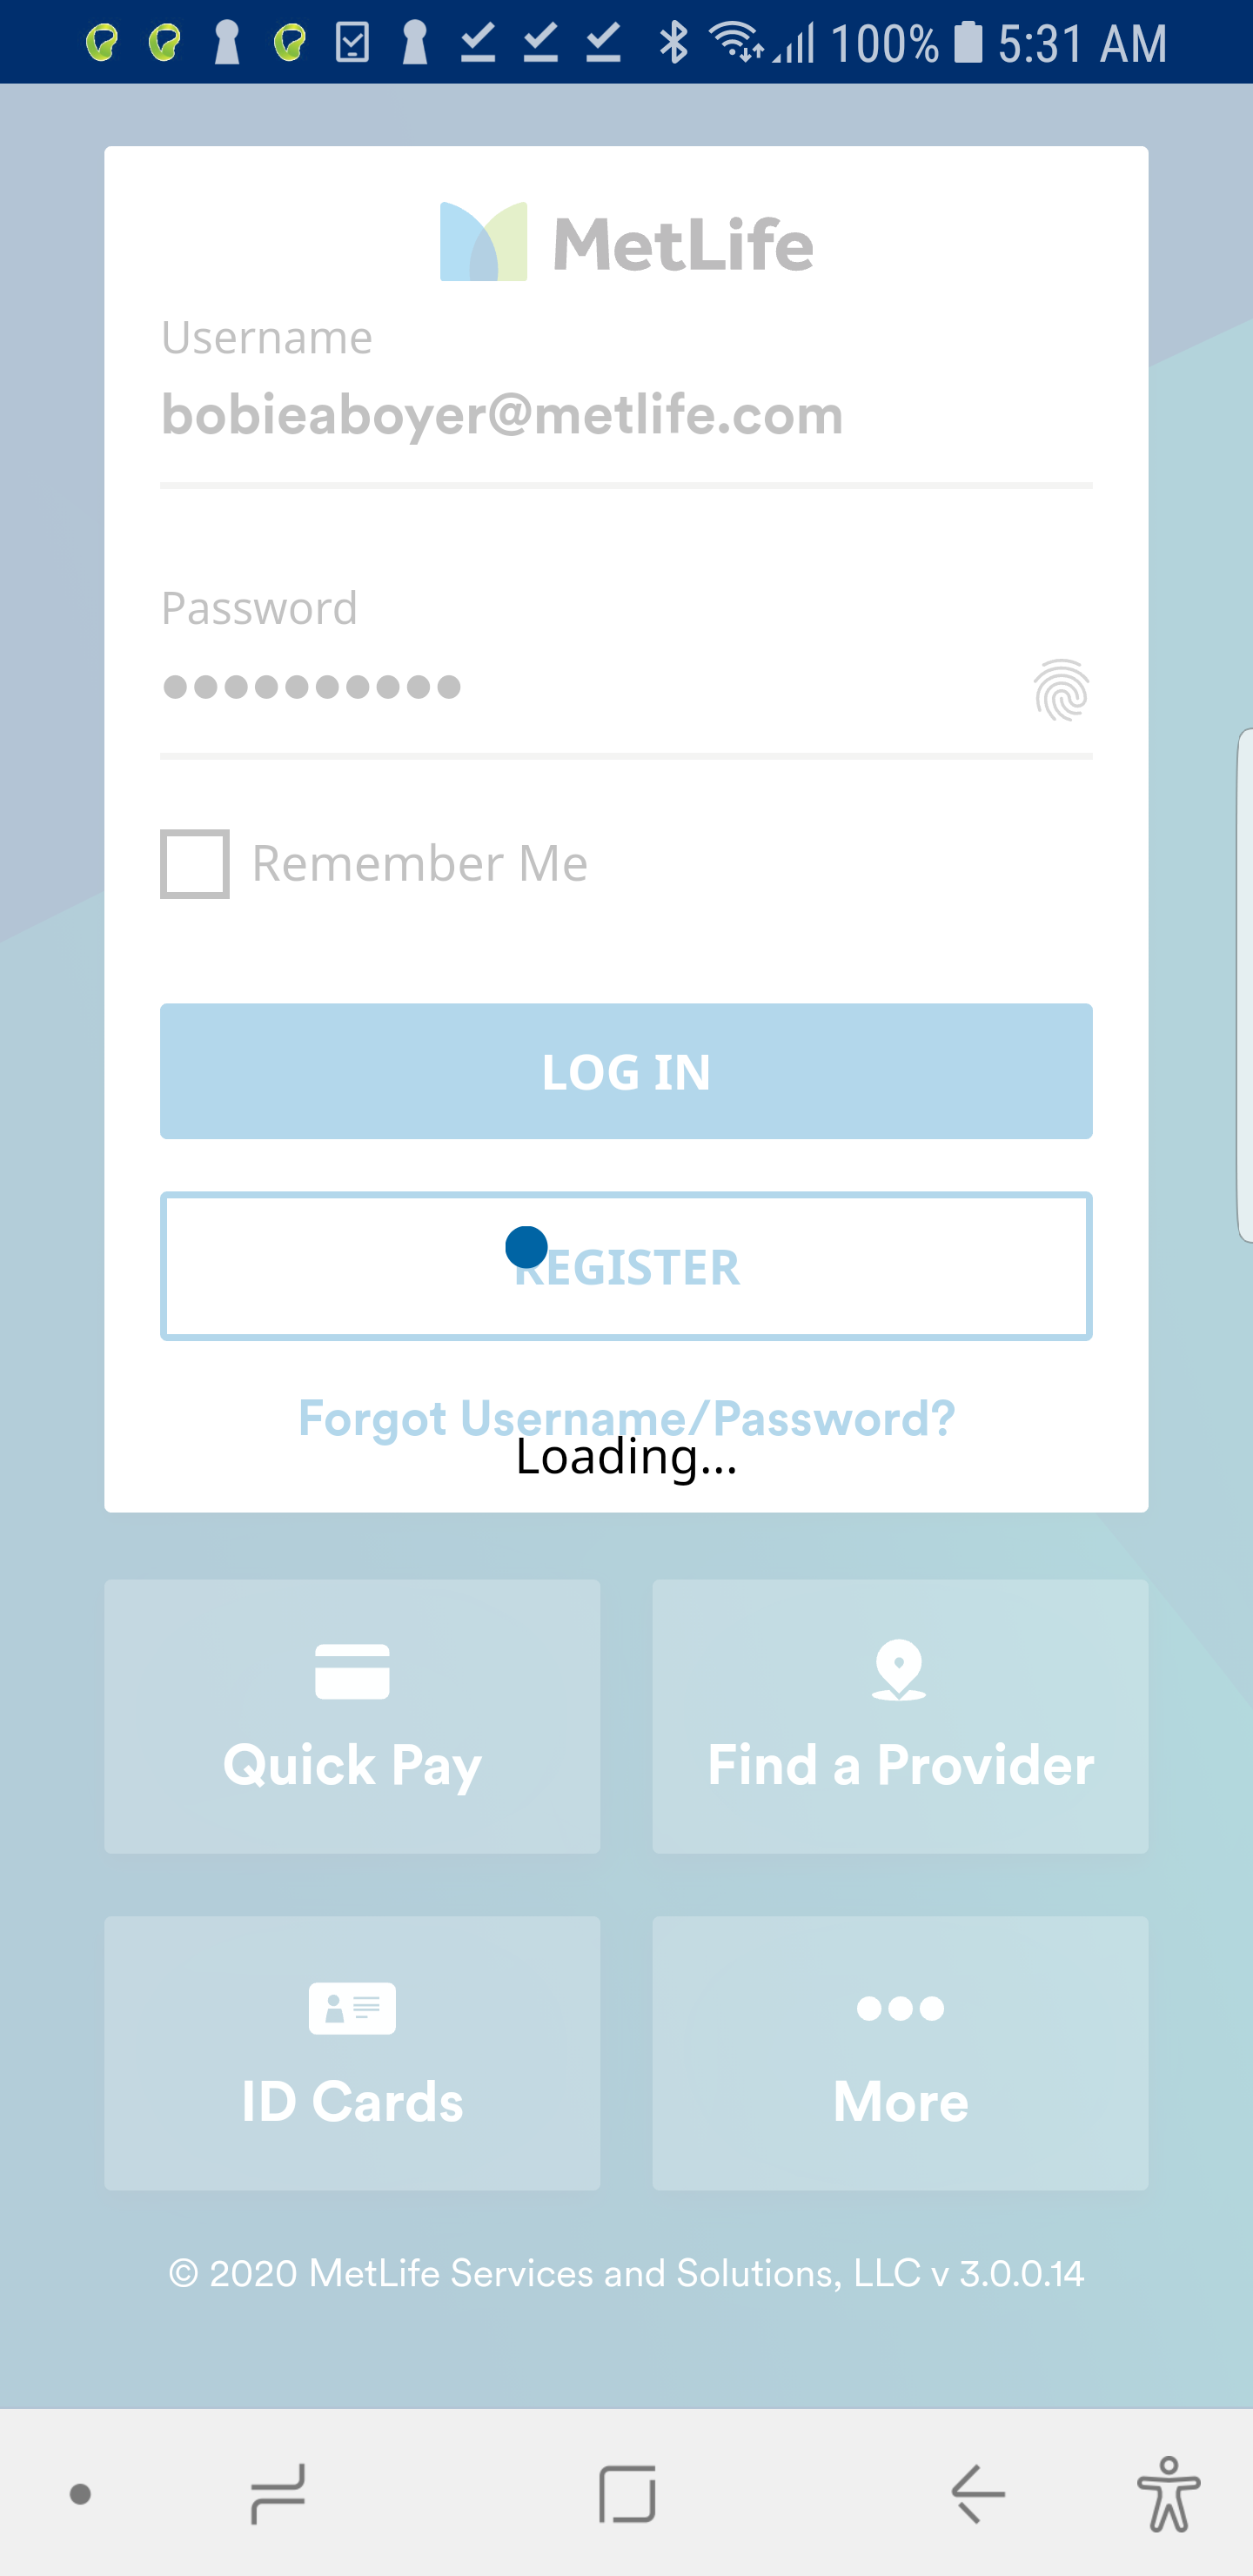 100% 5:31 AM
MetLife
Username
bobieaboyer@metlife.com
Password
Remember Me
LOG IN
REGISTER
Forgot Username/Password?
Loading...
Quick Pay
Find a Provider
ID Cards
More
© 2020 MetLife Services and Solutions, LLC v 3.0.0.14